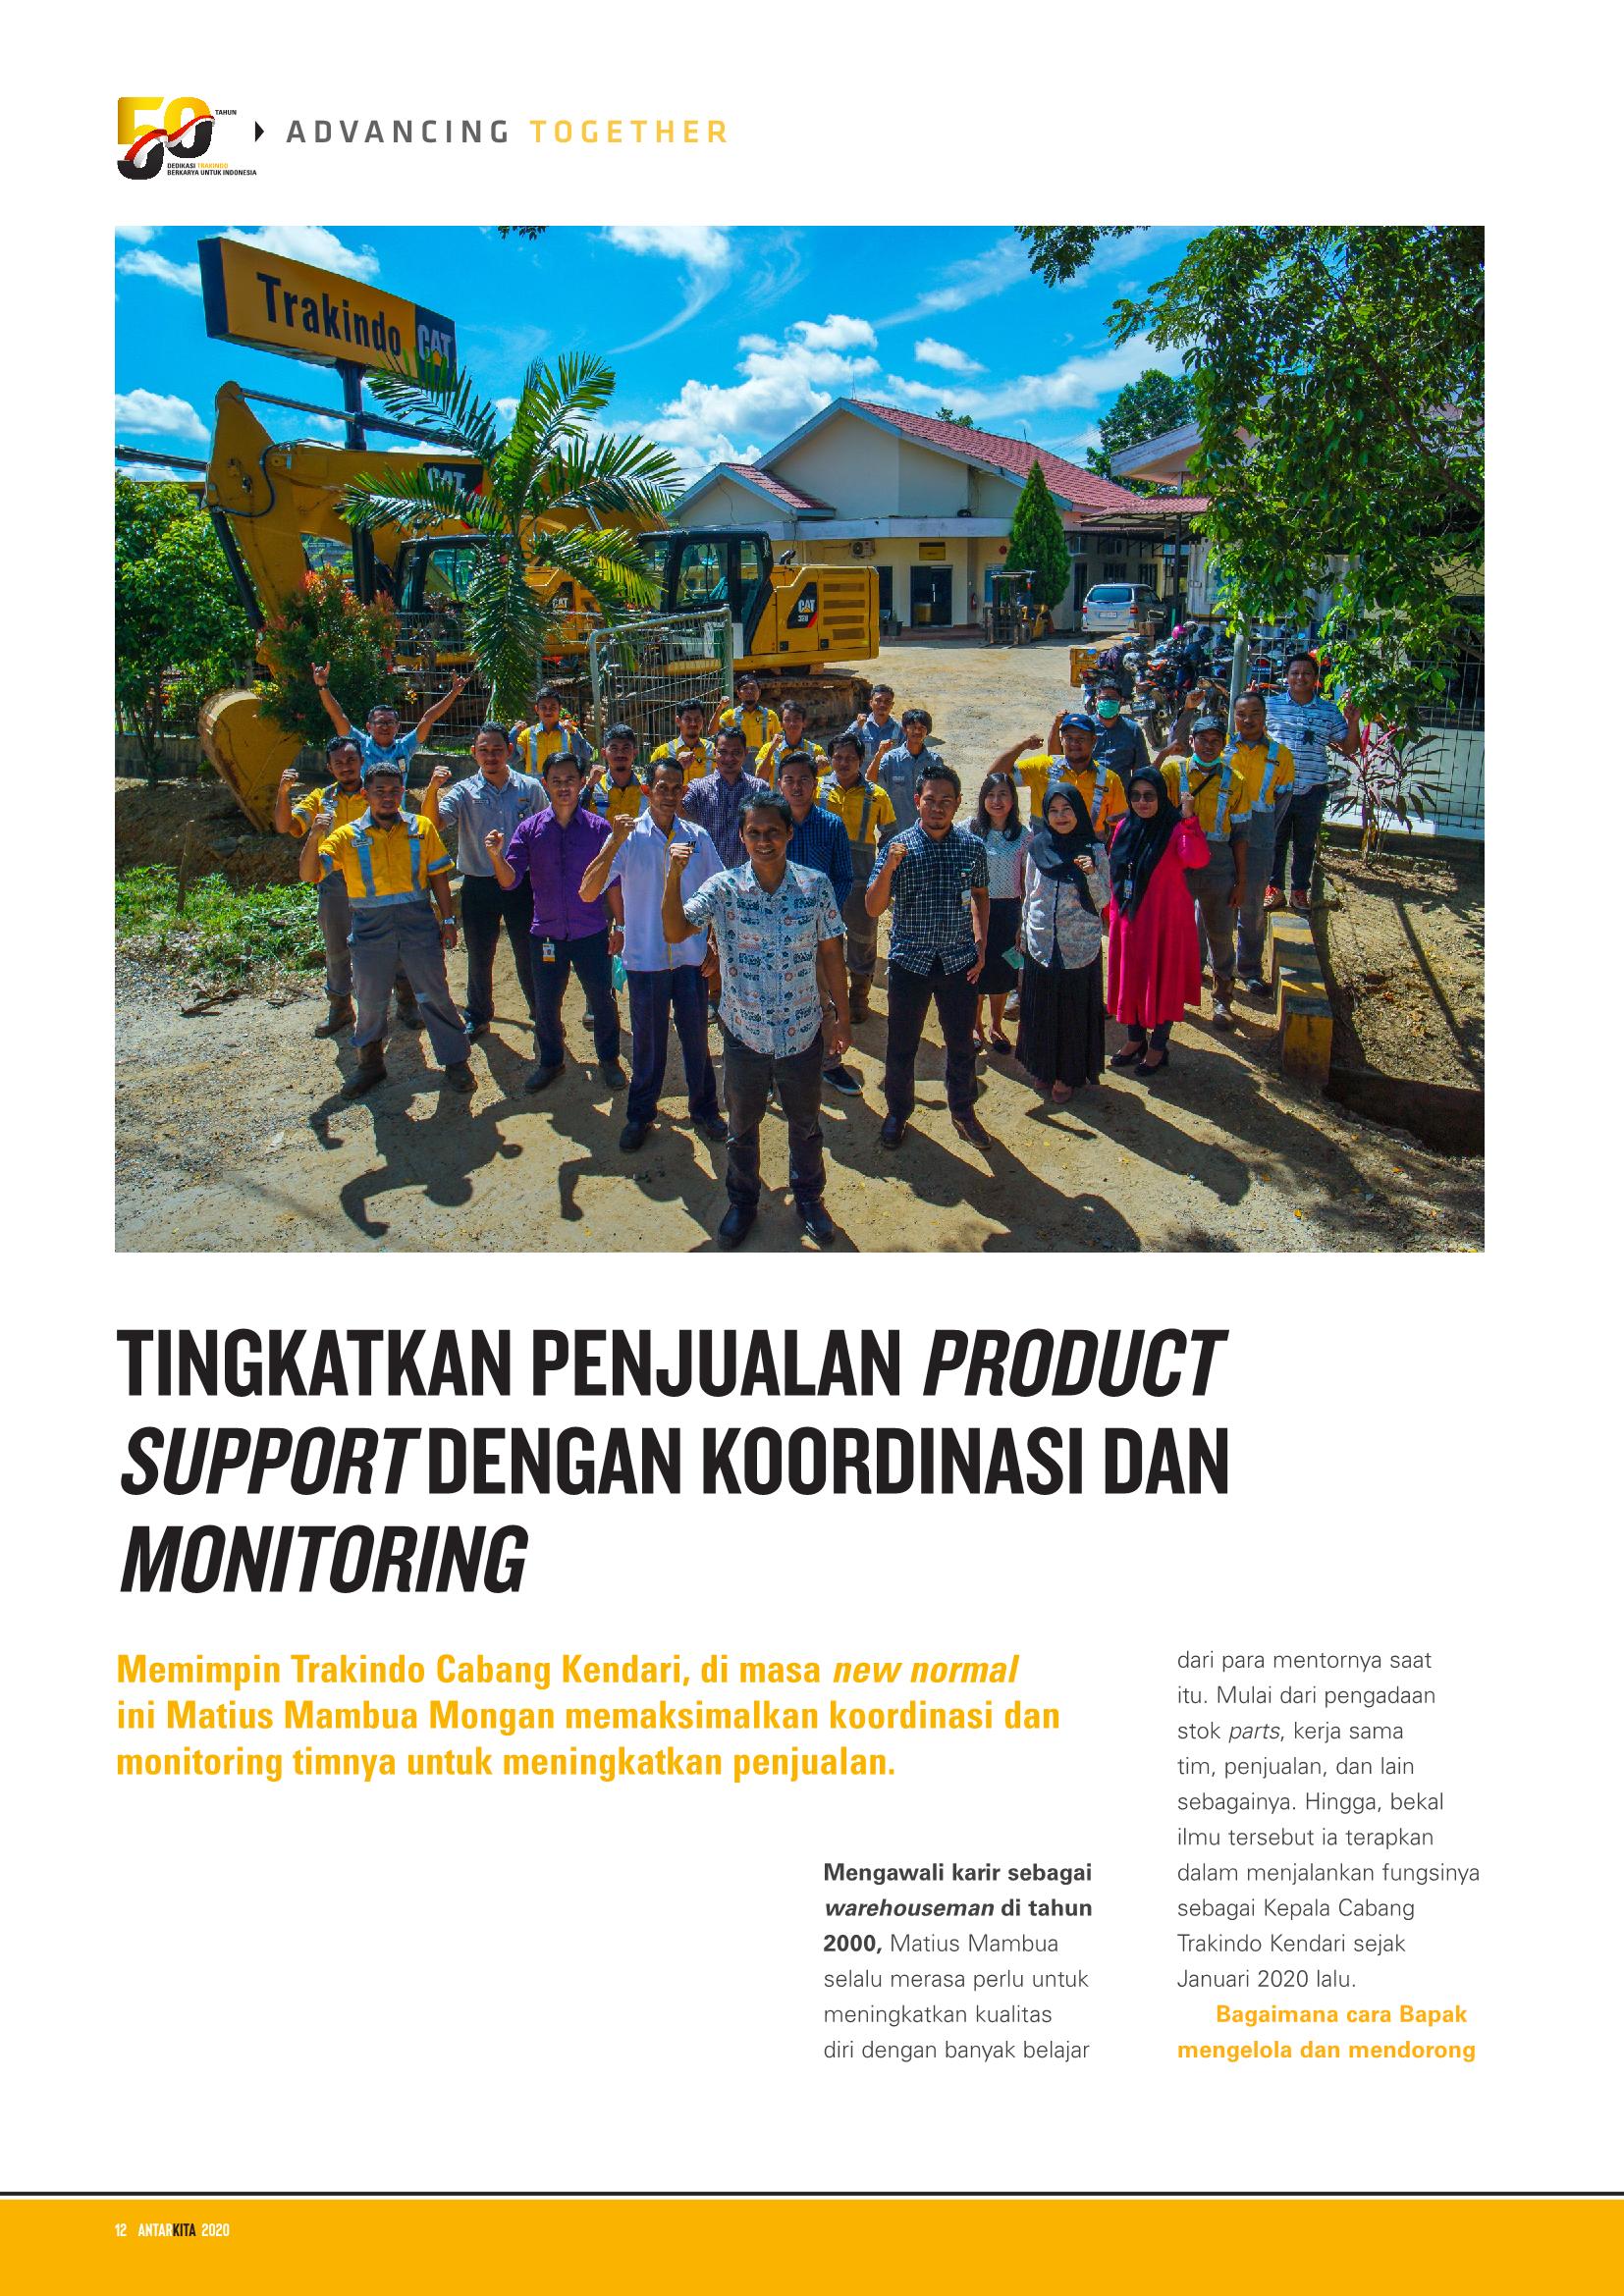 50 TAHUN
DEDIKASI TRAKINDO
BERKARYA UNTUK INDONESIA
ADVANCING TOGETHER
Trakindo CAT
CAT
CAT
CAT
TINGKATKAN PENJUALAN PRODUCT
SUPPORT DENGAN KOORDINASI DAN
MONITORING
Memimpin Trakindo Cabang Kendari, di masa new normal
ini Matius Mambua Mongan memaksimalkan koordinasi dan
monitoring timnya untuk meningkatkan penjualan.
Mengawali karir sebagai
warehouseman di tahun
2000, Matius Mambua
selalu merasa perlu untuk
meningkatkan kualitas
diri dengan banyak belajar
dari para mentornya saat
itu. Mulai dari pengadaan
stok parts, kerja sama
tim, penjualan, dan lain
sebagainya. Hingga, bekal
ilmu tersebut ia terapkan
dalam menjalankan fungsinya
sebagai Kepala Cabang
Trakindo Kendari sejak
Januari 2020 lalu.
Bagaimana cara Bapak
mengelola dan mendorong
12 ANTARKITA 2020